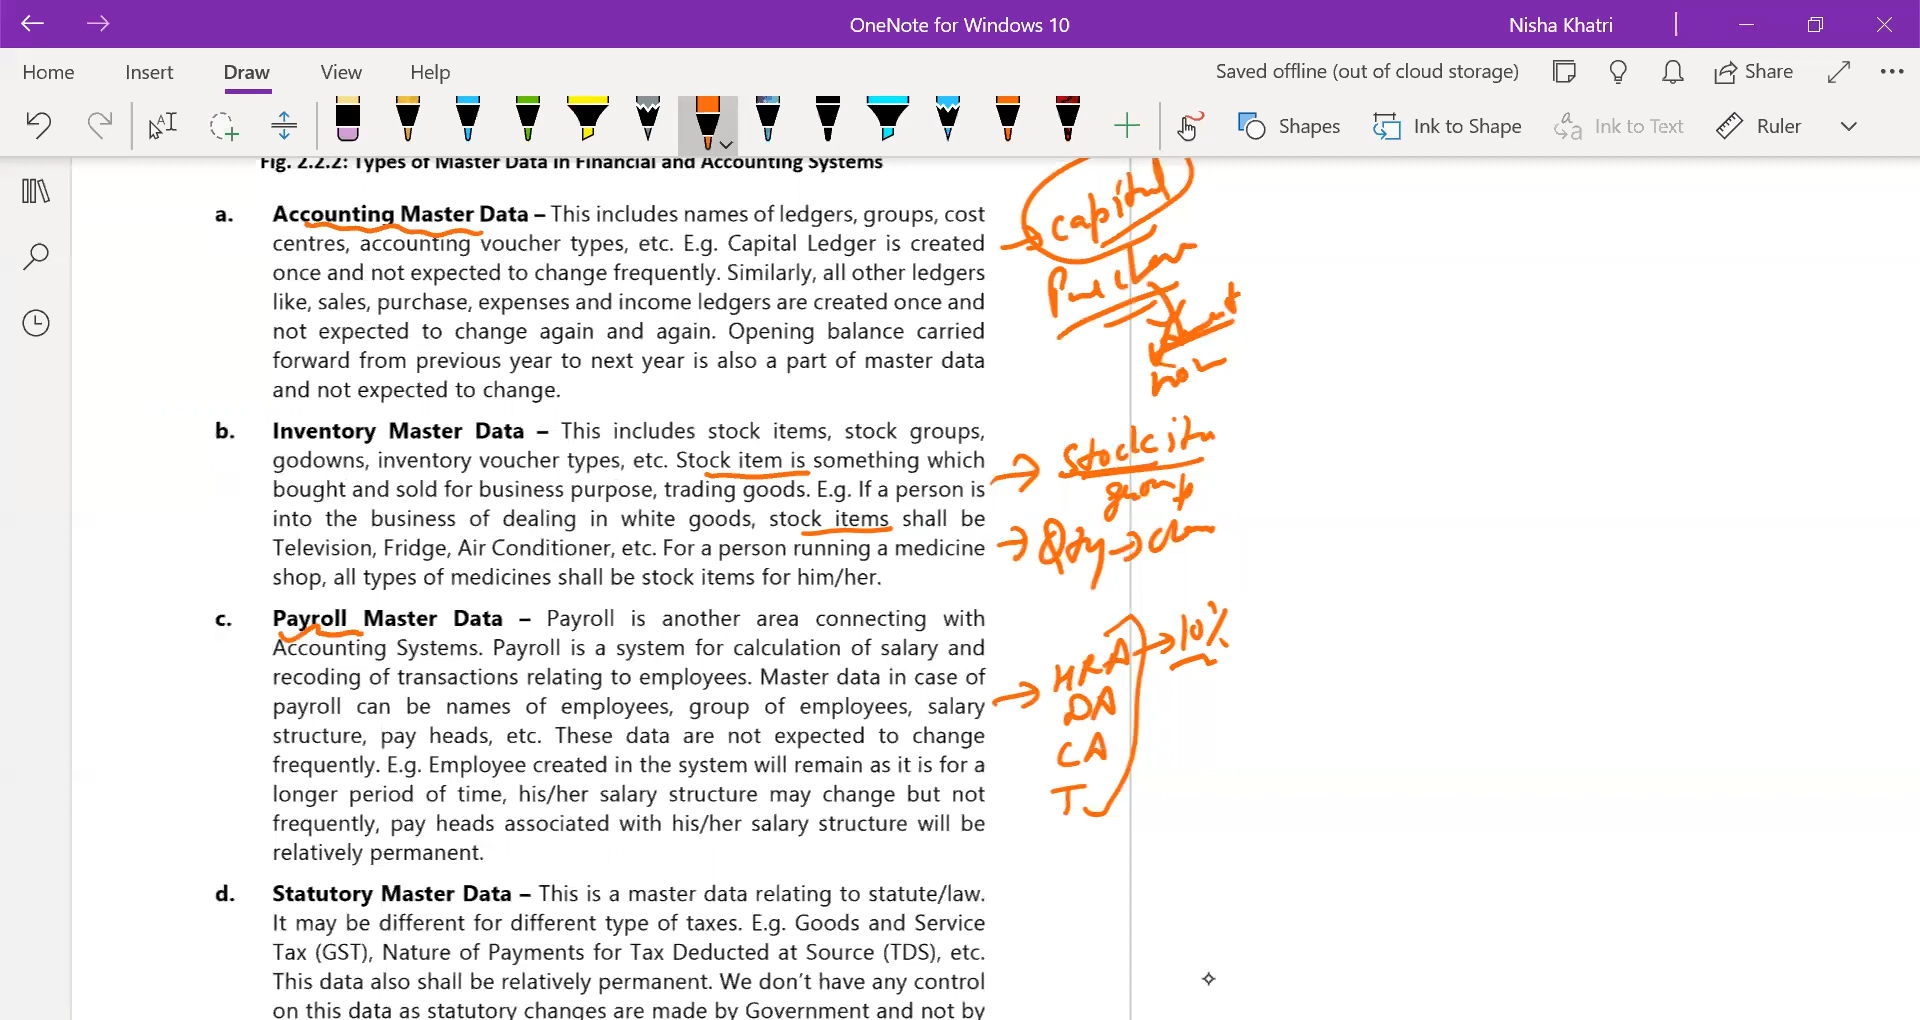 OneNote for Windows 10
Nisha Khatri
Home Insert Draw View Help
Saved offline (out of cloud storage)
Share
Shapes
Ink to Shape
Ink to Text
Ruler
Fig. 2.2.2: Types of Master Data in Financial and Accounting Systems
a. Accounting Master Data – This includes names of ledgers, groups, cost
centres, accounting voucher types, etc. E.g. Capital Ledger is created
once and not expected to change frequently. Similarly, all other ledgers
like, sales, purchase, expenses and income ledgers are created once and
not expected to change again and again. Opening balance carried
forward from previous year to next year is also a part of master data
and not expected to change.
Capital
b. Inventory Master Data – This includes stock items, stock groups,
godowns, inventory voucher types, etc. Stock item is something which
bought and sold for business purpose, trading goods. E.g. If a person is
into the business of dealing in white goods, stock items shall be
Television, Fridge, Air Conditioner, etc. For a person running a medicine
shop, all types of medicines shall be stock items for him/her.
Stock
group
Qty
c. Payroll Master Data – Payroll is another area connecting with
Accounting Systems. Payroll is a system for calculation of salary and
recoding of transactions relating to employees. Master data in case of
payroll can be names of employees, group of employees, salary
structure, pay heads, etc. These data are not expected to change
frequently. E.g. Employee created in the system will remain as it is for a
longer period of time, his/her salary structure may change but not
frequently, pay heads associated with his/her salary structure will be
relatively permanent.
HRA → 10%
DA
CA
T
d. Statutory Master Data – This is a master data relating to statute/law.
It may be different for different type of taxes. E.g. Goods and Service
Tax (GST), Nature of Payments for Tax Deducted at Source (TDS), etc.
This data also shall be relatively permanent. We don't have any control
on this data as statutory changes are made by Government and not by